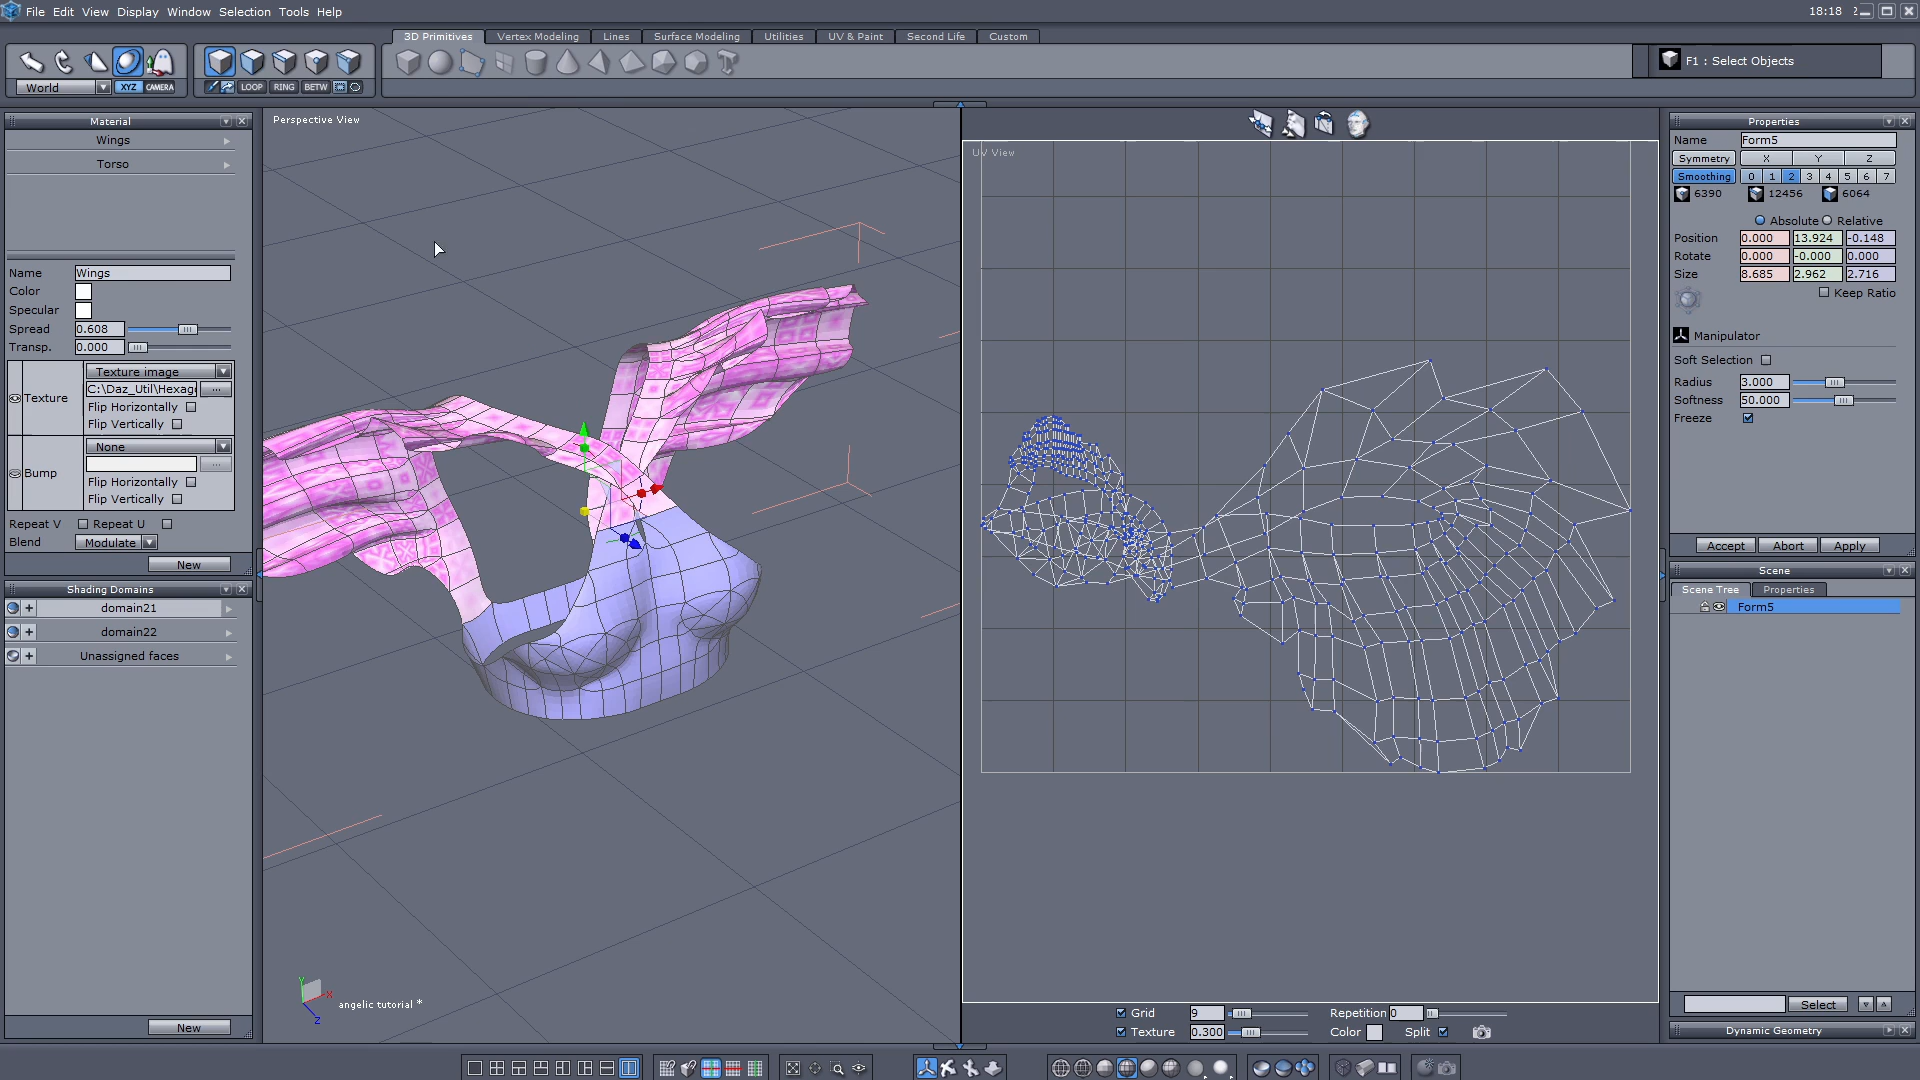 File Edit View Display Window Selection Tools Help
18:18
3D Primitives Vertex Modeling Lines Surface Modeling Utilities UV & Paint Second Life Custom
F1 : Select Objects
World XYZ CAMERA LOOP RING BETW
Material
Wings
Torso
Name Wings
Color
Specular
Spread 0.608
Transp. 0.000
Texture image
Texture C:\Daz_Util\Hexag
Flip Horizontally
Flip Vertically
None
Bump
Flip Horizontally
Flip Vertically
Repeat V Repeat U
Blend Modulate
New
Shading Domains
domain21
domain22
Unassigned faces
New
Perspective View
Y
X
Z
angelic tutorial *
UV View
Grid 9 Repetition 0
Texture 0.300 Color Split
Properties
Name Form5
Symmetry X Y Z
Smoothing 0 1 2 3 4 5 6 7
6390 12456 6064
Absolute Relative
Position 0.000 13.924 -0.148
Rotate 0.000 -0.000 0.000
Size 8.685 2.962 2.716
Keep Ratio
Manipulator
Soft Selection
Radius 3.000
Softness 50.000
Freeze
Accept Abort Apply
Scene
Scene Tree Properties
Form5
Select
Dynamic Geometry